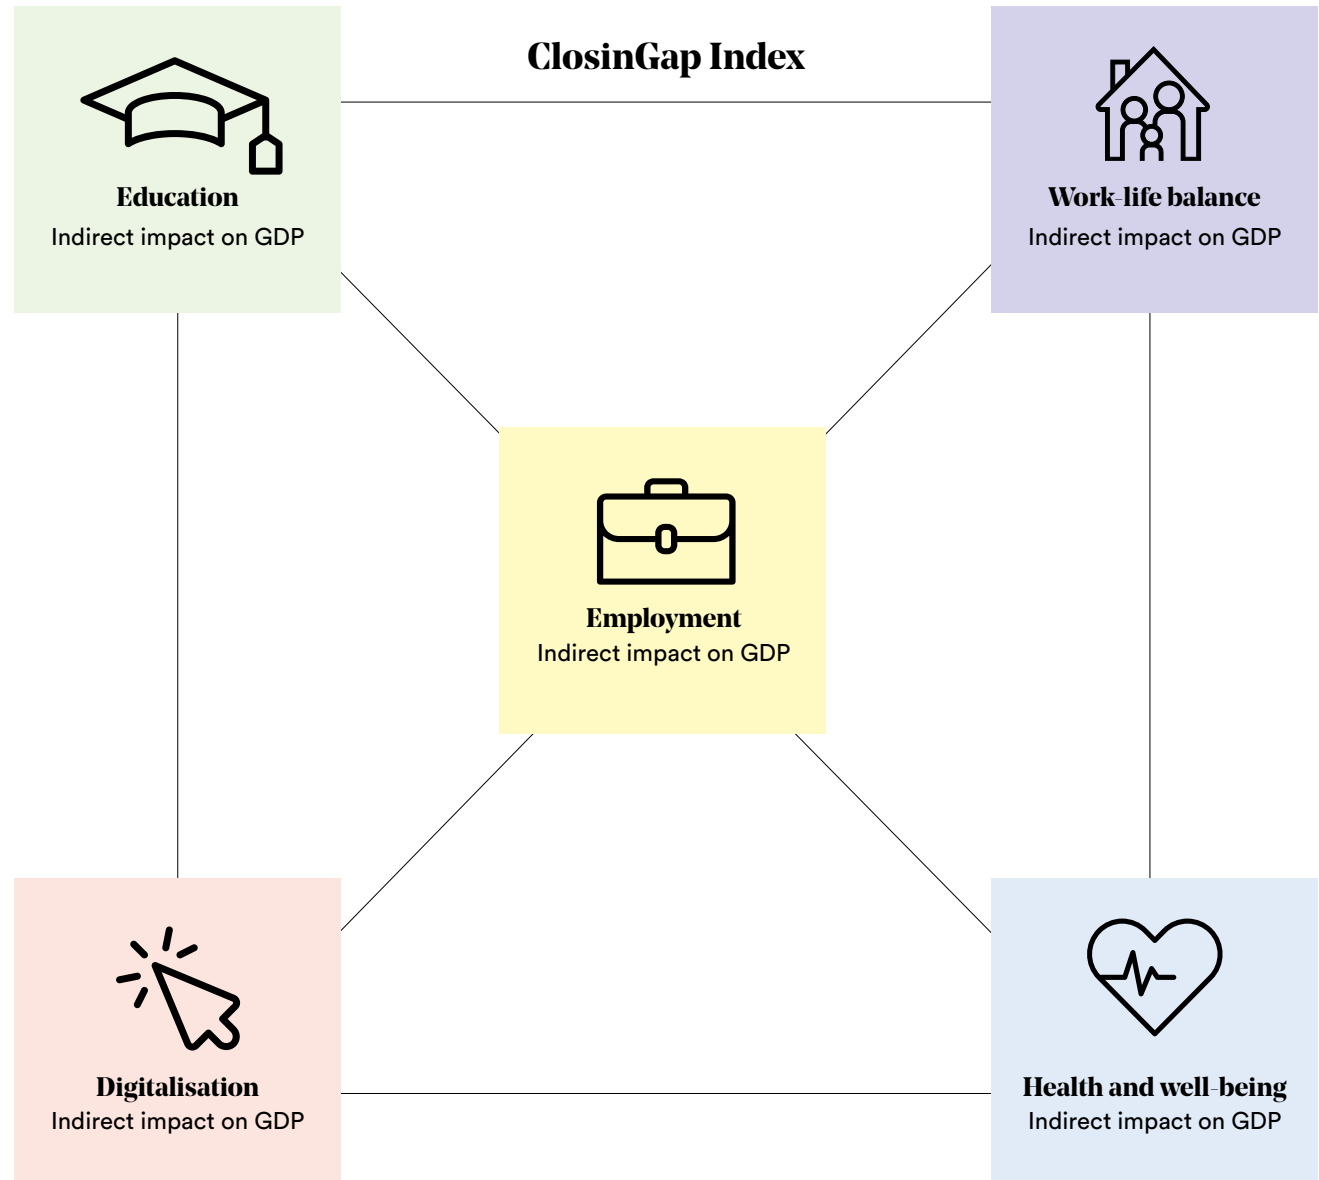 ClosinGap Index
Education
Indirect impact on GDP
Work-life balance
Indirect impact on GDP
Employment
Indirect impact on GDP
Digitalisation
Indirect impact on GDP
Health and well-being
Indirect impact on GDP